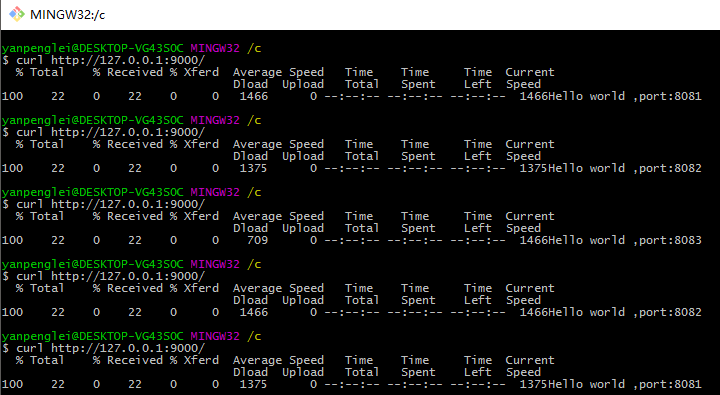 MINGW32:/c
yanpenglei@DESKTOP-VG43SOC MINGW32 /c
$ curl http://127.0.0.1:9000/
  % Total    % Received % Xferd  Average Speed   Time    Time     Time  Current
                                 Dload  Upload   Total   Spent    Left  Speed
100    22    0    22    0     0   1466      0 --:--:-- --:--:-- --:--:--  1466Hello world ,port:8081
yanpenglei@DESKTOP-VG43SOC MINGW32 /c
$ curl http://127.0.0.1:9000/
  % Total    % Received % Xferd  Average Speed   Time    Time     Time  Current
                                 Dload  Upload   Total   Spent    Left  Speed
100    22    0    22    0     0   1375      0 --:--:-- --:--:-- --:--:--  1375Hello world ,port:8082
yanpenglei@DESKTOP-VG43SOC MINGW32 /c
$ curl http://127.0.0.1:9000/
  % Total    % Received % Xferd  Average Speed   Time    Time     Time  Current
                                 Dload  Upload   Total   Spent    Left  Speed
100    22    0    22    0     0    709      0 --:--:-- --:--:-- --:--:--  1466Hello world ,port:8083
yanpenglei@DESKTOP-VG43SOC MINGW32 /c
$ curl http://127.0.0.1:9000/
  % Total    % Received % Xferd  Average Speed   Time    Time     Time  Current
                                 Dload  Upload   Total   Spent    Left  Speed
100    22    0    22    0     0   1466      0 --:--:-- --:--:-- --:--:--  1466Hello world ,port:8082
yanpenglei@DESKTOP-VG43SOC MINGW32 /c
$ curl http://127.0.0.1:9000/
  % Total    % Received % Xferd  Average Speed   Time    Time     Time  Current
                                 Dload  Upload   Total   Spent    Left  Speed
100    22    0    22    0     0   1375      0 --:--:-- --:--:-- --:--:--  1375Hello world ,port:8081